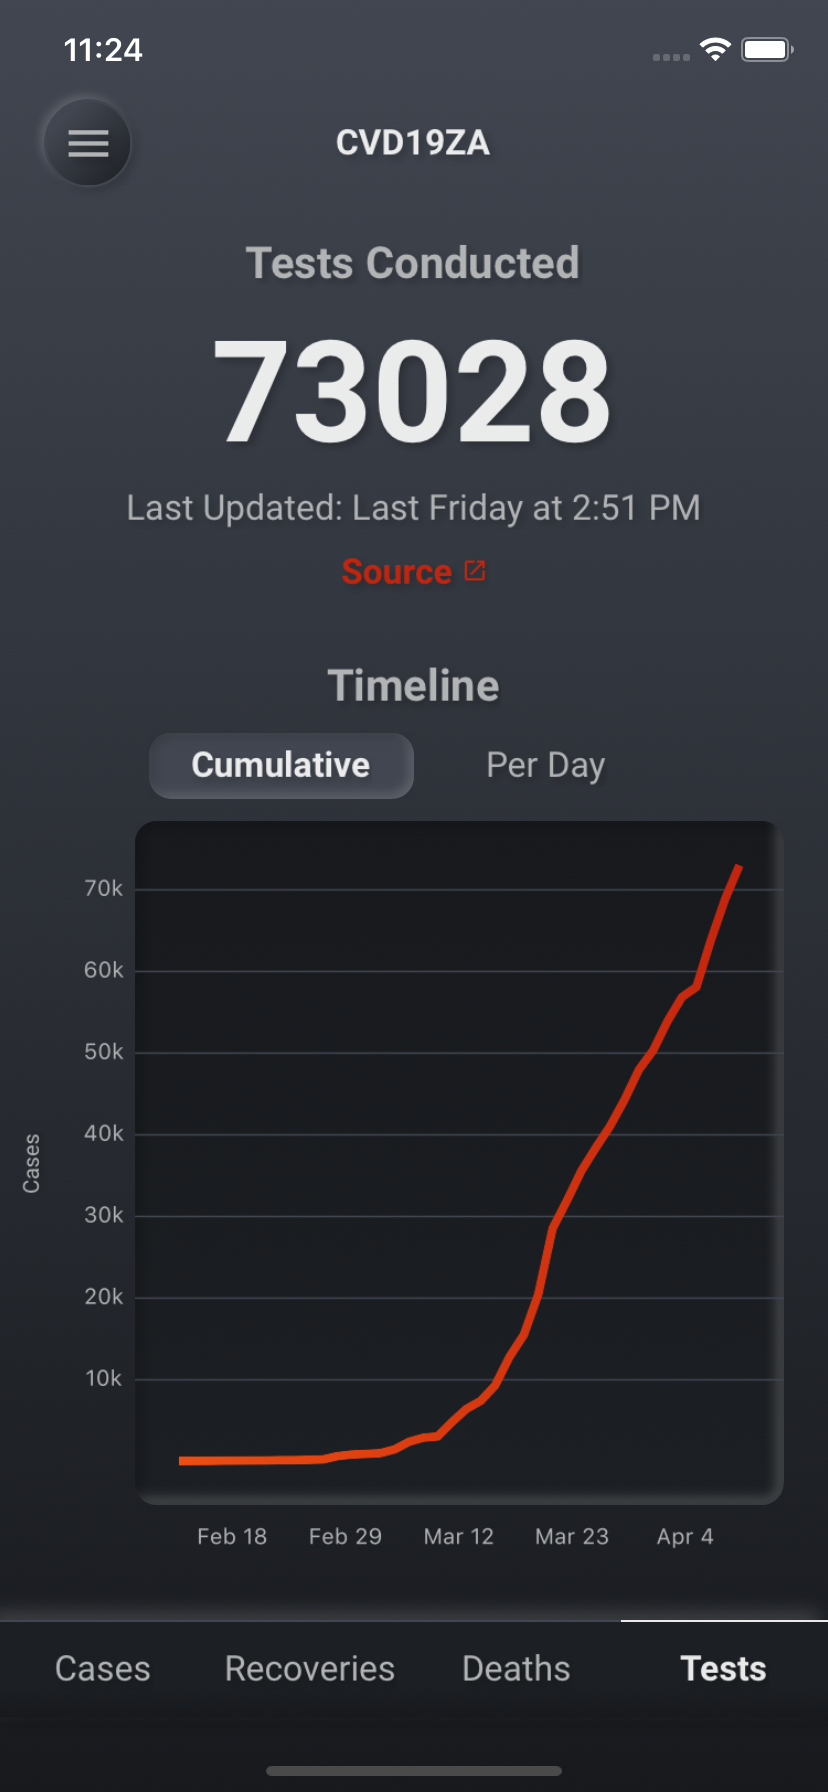 11:24
CVD19ZA
Tests Conducted
73028
Last Updated: Last Friday at 2:51 PM
Source
Timeline
Cumulative Per Day
70k
60k
50k
40k
Cases
30k
20k
10k
Feb 18 Feb 29 Mar 12 Mar 23 Apr 4
Cases Recoveries Deaths Tests